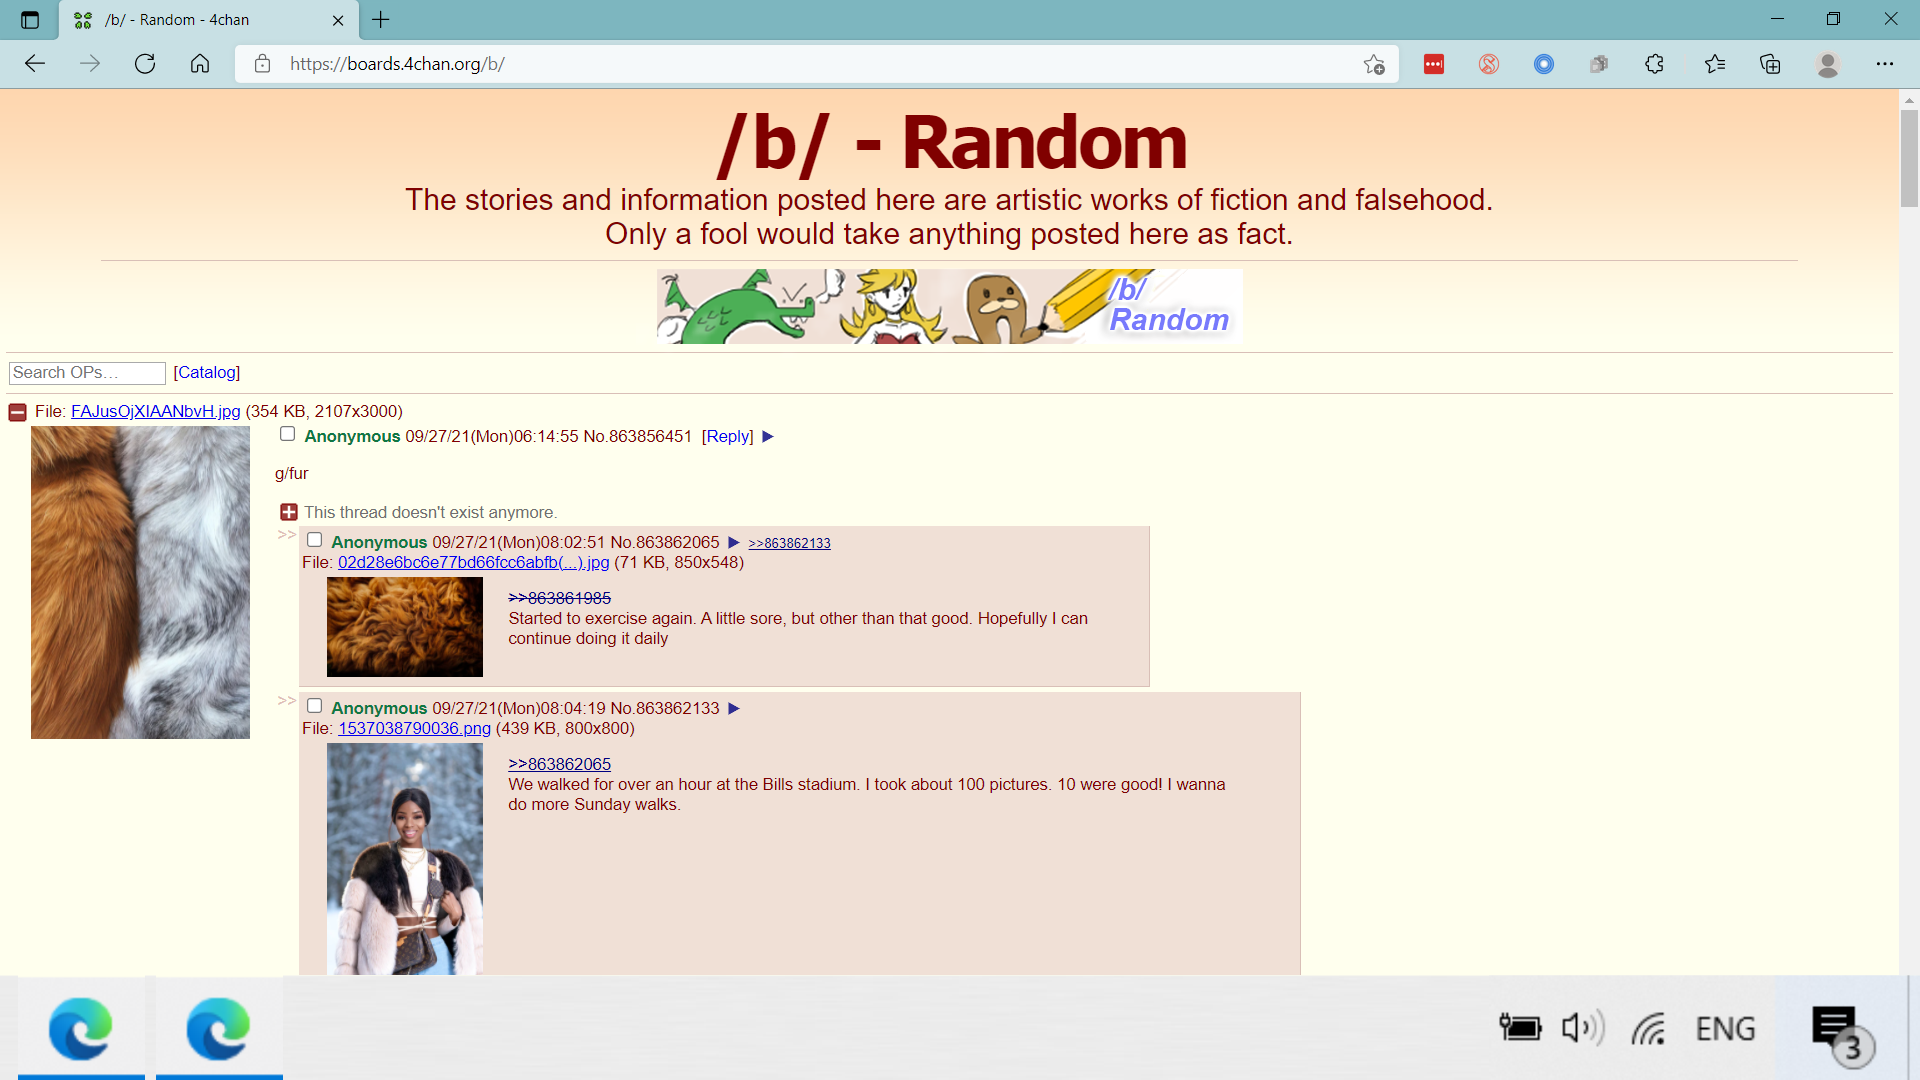 /b/ - Random - 4chan
https://boards.4chan.org/b/
/b/ - Random
The stories and information posted here are artistic works of fiction and falsehood.
Only a fool would take anything posted here as fact.
/b/
Random
Search OPs… [Catalog]
File: FAJusOjXIAANbvH.jpg (354 KB, 2107x3000)
Anonymous 09/27/21(Mon)06:14:55 No.863856451 [Reply] ▶
g/fur
This thread doesn't exist anymore.
>> Anonymous 09/27/21(Mon)08:02:51 No.863862065 ▶ >>863862133
File: 02d28e6bc6e77bd66fcc6abfb(...).jpg (71 KB, 850x548)
>>863861985
Started to exercise again. A little sore, but other than that good. Hopefully I can
continue doing it daily
>> Anonymous 09/27/21(Mon)08:04:19 No.863862133 ▶
File: 1537038790036.png (439 KB, 800x800)
>>863862065
We walked for over an hour at the Bills stadium. I took about 100 pictures. 10 were good! I wanna
do more Sunday walks.
ENG
3